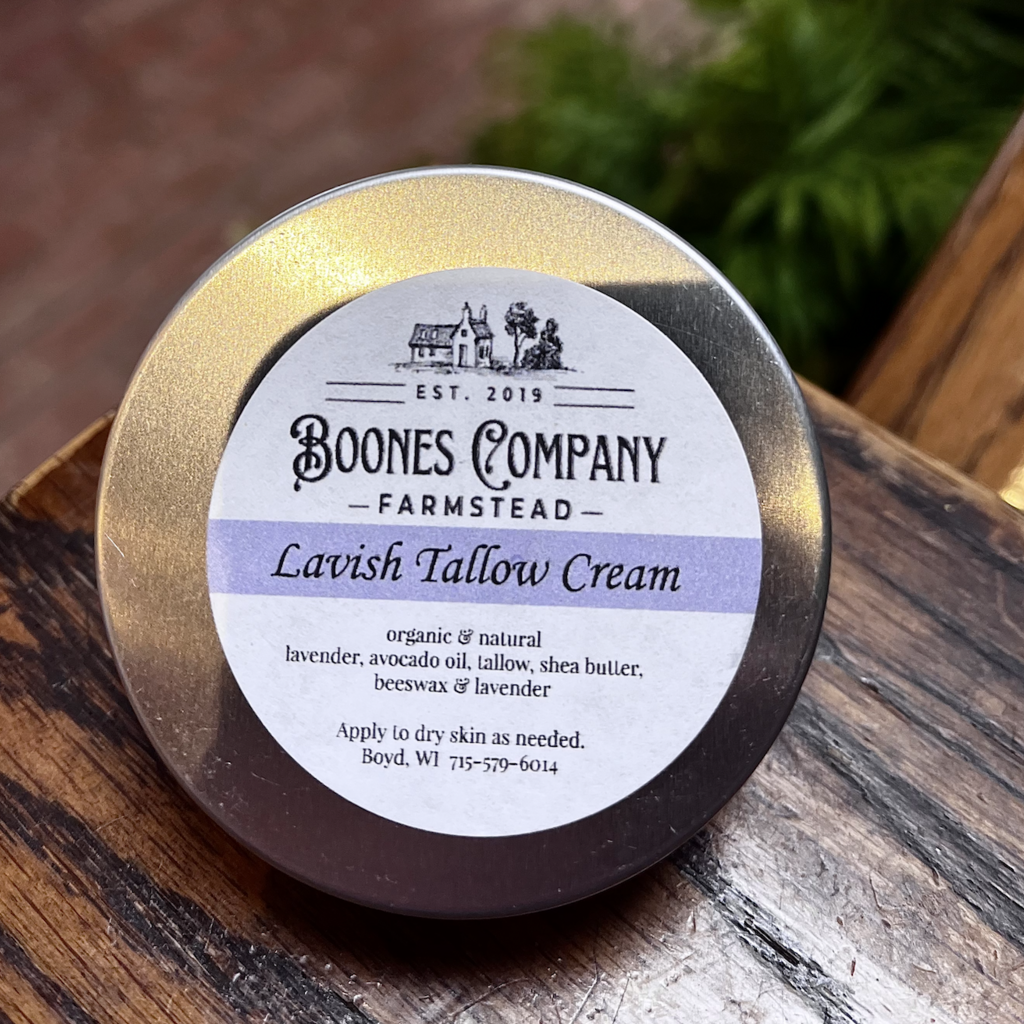 EST. 2019
BOONES COMPANY
FARMSTEAD
Lavish Tallow Cream
organic & natural
lavender, avocado oil, tallow, shea butter,
beeswax & lavender
Apply to dry skin as needed.
Boyd, WI 715-579-6014